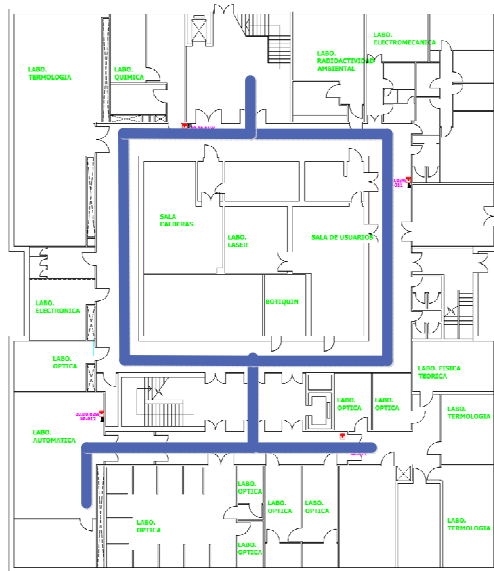 LABO.
ELECTROMECANICA
LABO.
RADIOACTIVIDAD
AMBIENTAL
LABO.
TERMOLOGIA
LABO.
QUIMICA
SALA
CALDERAS
LABO.
LASER
SALA DE USUARIOS
BOTIQUIN
LABO.
ELECTRONICA
LABO.
OPTICA
LABO. FISICA
TEORICA
LABO.
OPTICA
LABO.
OPTICA
LABO.
TERMOLOGIA
LABO.
AUTOMATICA
LABO.
OPTICA
LABO.
OPTICA
LABO.
OPTICA
LABO.
OPTICA
LABO.
OPTICA
LABO.
TERMOLOGIA